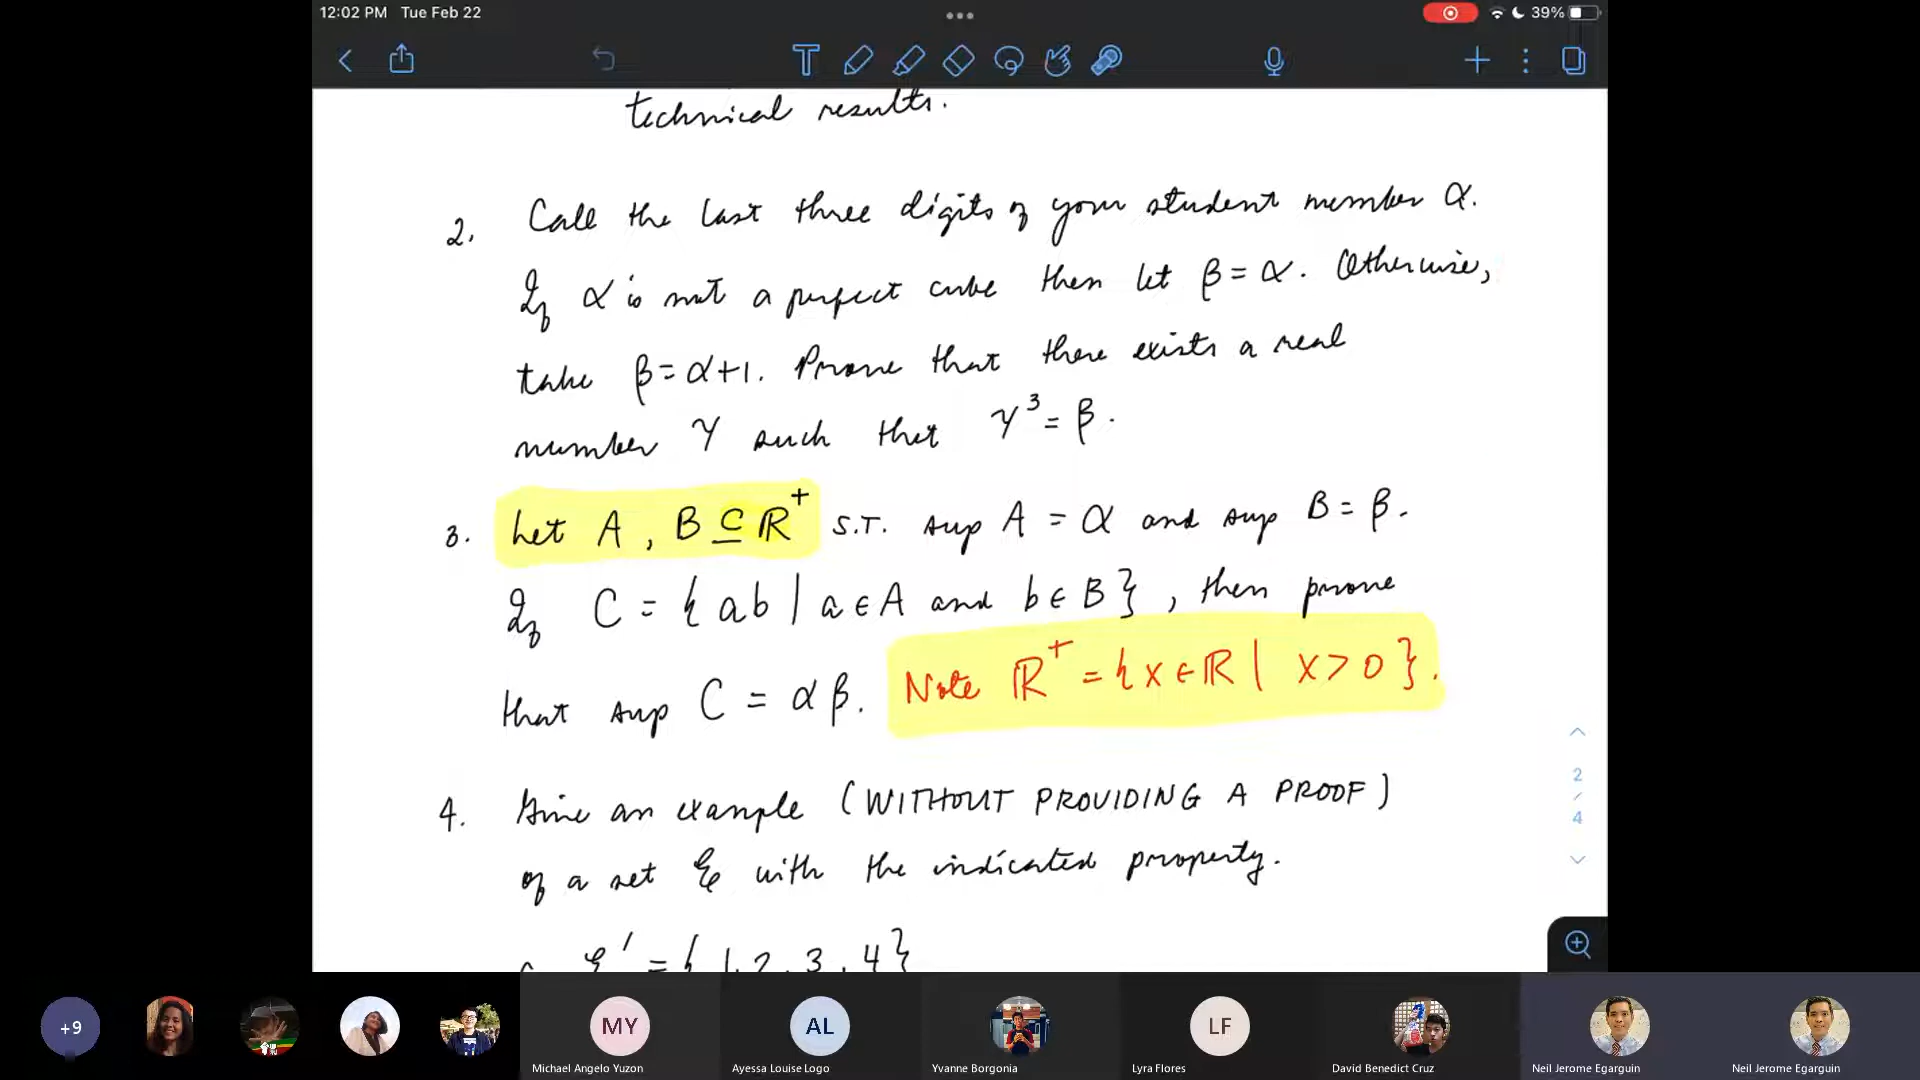 12:02 PM Tue Feb 22
39%
technical results.
2. Call the last three digits of your student number α.
If α is not a perfect cube then let β = α. Otherwise,
take β = α+1. Prove that there exists a real
number γ such that γ³ = β.
3. Let A, B ⊆ ℝ⁺ S.T. sup A = α and sup B = β.
If C = { ab | a ∈ A and b ∈ B }, then prove
that sup C = αβ. Note ℝ⁺ = { x ∈ ℝ | x > 0 }.
4. Give an example (WITHOUT PROVIDING A PROOF)
of a set E with the indicated property.
E' = { 1, 2, 3, 4 }
2
/
4
+9
MY
AL
LF
Michael Angelo Yuzon
Ayessa Louise Logo
Yvanne Borgonia
Lyra Flores
David Benedict Cruz
Neil Jerome Egarguin
Neil Jerome Egarguin